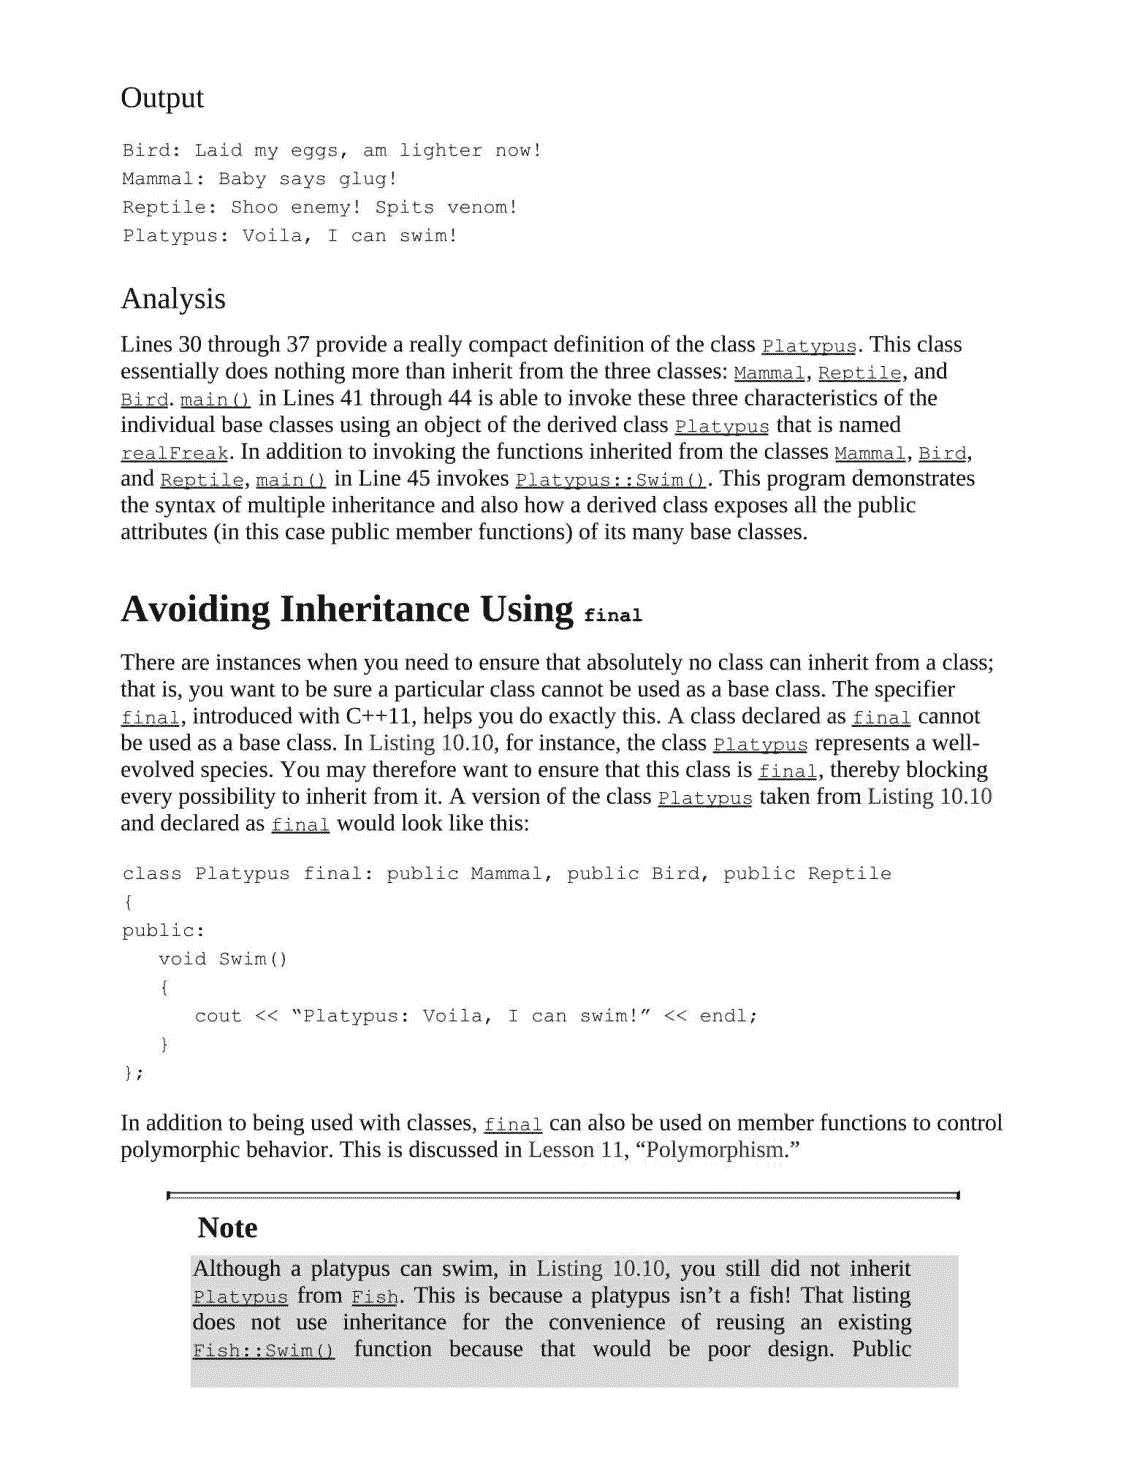 Output
Bird: Laid my eggs, am lighter now!
Mammal: Baby says glug!
Reptile: Shoo enemy! Spits venom!
Platypus: Voila, I can swim!
Analysis
Lines 30 through 37 provide a really compact definition of the class Platypus. This class
essentially does nothing more than inherit from the three classes: Mammal, Reptile, and
Bird. main() in Lines 41 through 44 is able to invoke these three characteristics of the
individual base classes using an object of the derived class Platypus that is named
realFreak. In addition to invoking the functions inherited from the classes Mammal, Bird,
and Reptile, main() in Line 45 invokes Platypus::Swim(). This program demonstrates
the syntax of multiple inheritance and also how a derived class exposes all the public
attributes (in this case public member functions) of its many base classes.
Avoiding Inheritance Using final
There are instances when you need to ensure that absolutely no class can inherit from a class;
that is, you want to be sure a particular class cannot be used as a base class. The specifier
final, introduced with C++11, helps you do exactly this. A class declared as final cannot
be used as a base class. In Listing 10.10, for instance, the class Platypus represents a well-
evolved species. You may therefore want to ensure that this class is final, thereby blocking
every possibility to inherit from it. A version of the class Platypus taken from Listing 10.10
and declared as final would look like this:
class Platypus final: public Mammal, public Bird, public Reptile
{
public:
   void Swim()
   {
      cout << “Platypus: Voila, I can swim!” << endl;
   }
};
In addition to being used with classes, final can also be used on member functions to control
polymorphic behavior. This is discussed in Lesson 11, “Polymorphism.”
Note
Although a platypus can swim, in Listing 10.10, you still did not inherit
Platypus from Fish. This is because a platypus isn’t a fish! That listing
does not use inheritance for the convenience of reusing an existing
Fish::Swim() function because that would be poor design. Public